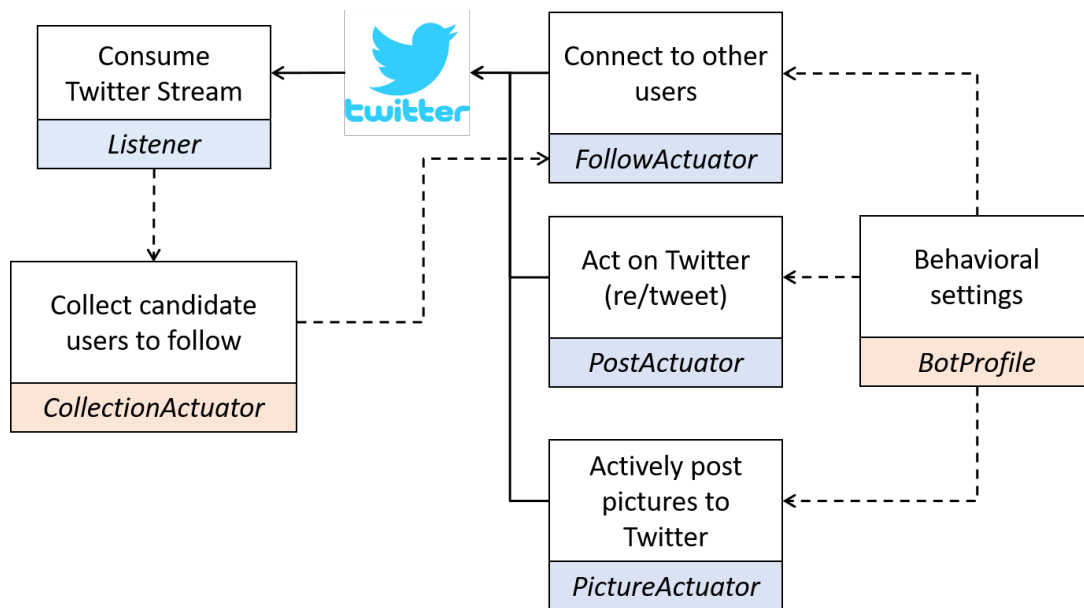 Consume
Twitter Stream
Listener
twitter
Connect to other
users
FollowActuator
Collect candidate
users to follow
CollectionActuator
Act on Twitter
(re/tweet)
PostActuator
Behavioral
settings
BotProfile
Actively post
pictures to
Twitter
PictureActuator